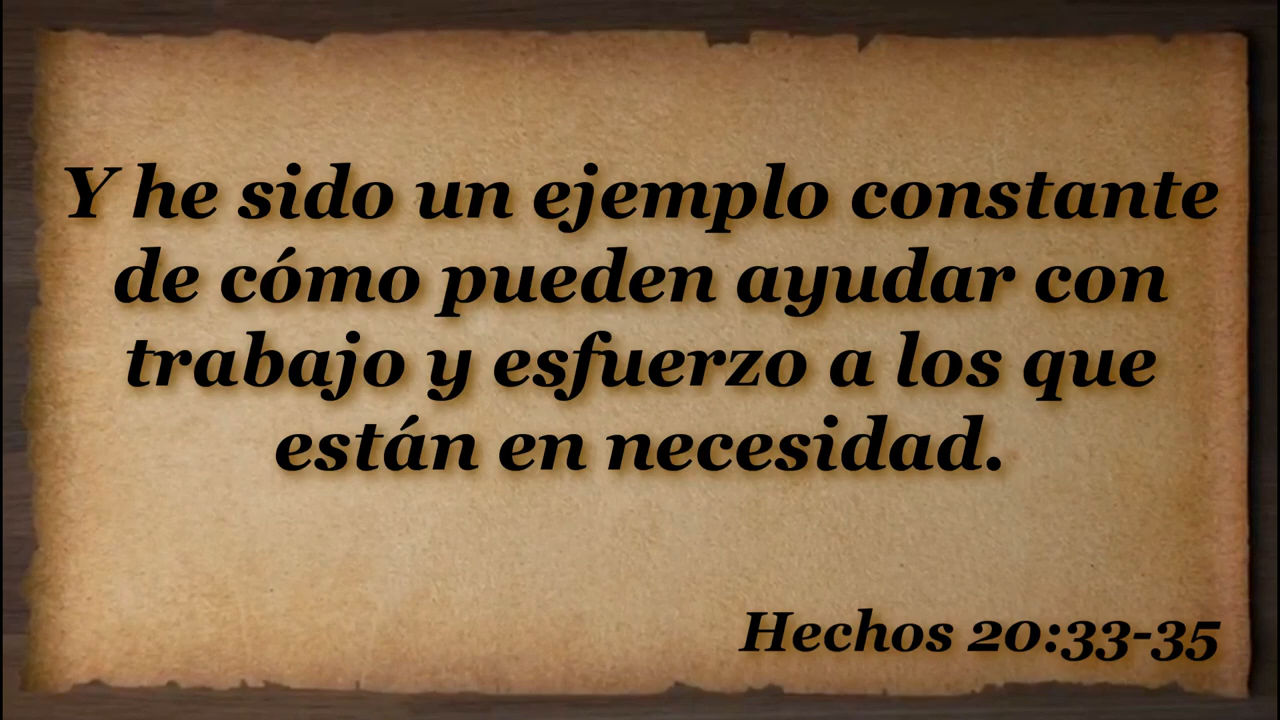 Y he sido un ejemplo constante
de cómo pueden ayudar con
trabajo y esfuerzo a los que
están en necesidad.
Hechos 20:33-35